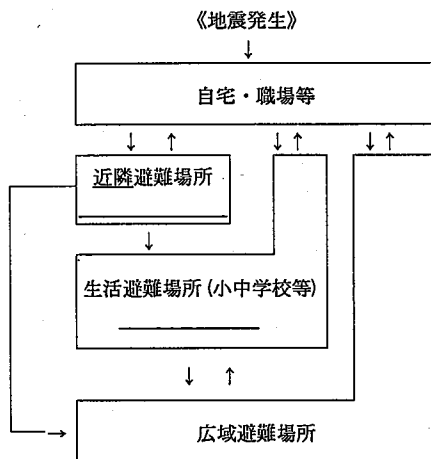 《地震発生》
↓
自宅・職場等
↓ ↑ ↓ ↑ ↓ ↑
近隣避難場所
↓
生活避難場所(小中学校等)
↓ ↑
→ 広域避難場所